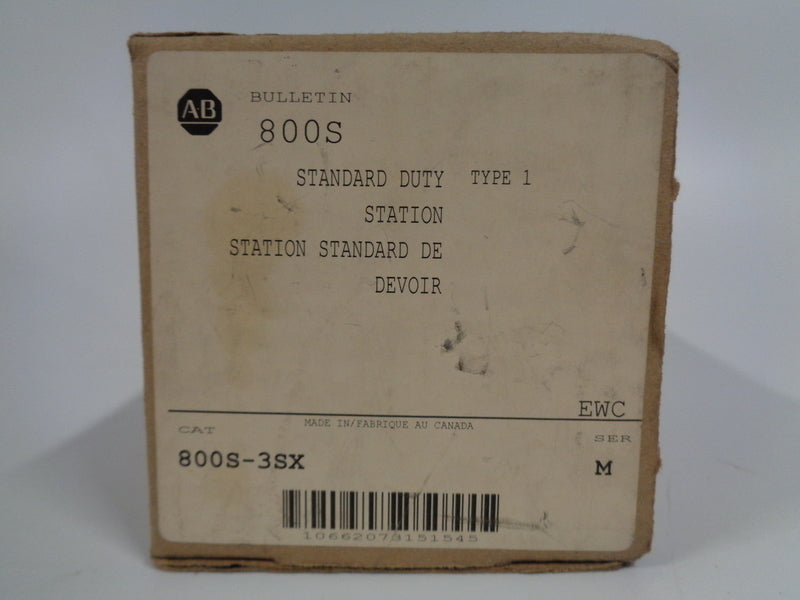 AB
BULLETIN
800S
STANDARD DUTY TYPE 1
STATION
STATION STANDARD DE
DEVOIR
EWC
MADE IN/FABRIQUE AU CANADA
CAT
SER
800S-3SX
M
10662073151545